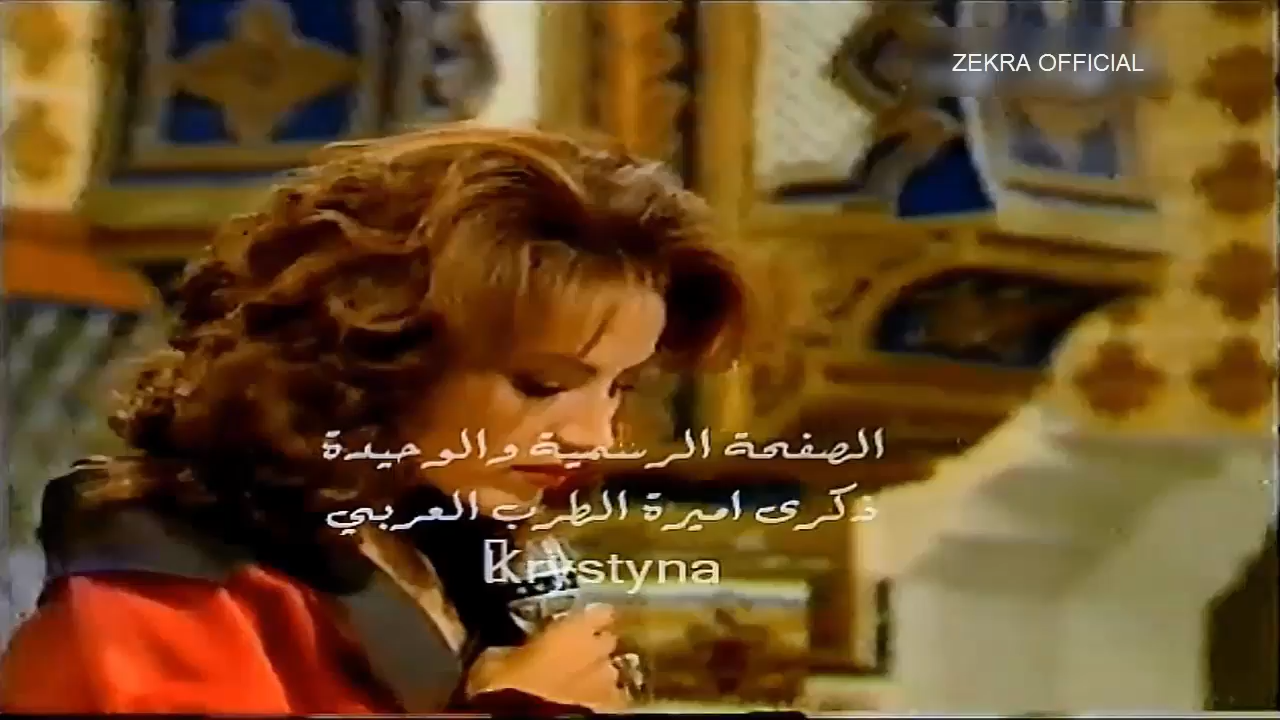 ZEKRA OFFICIAL
الصفحة الرسمية والوحيدة
ذكرى اميرة الطرب العربي
krystyna